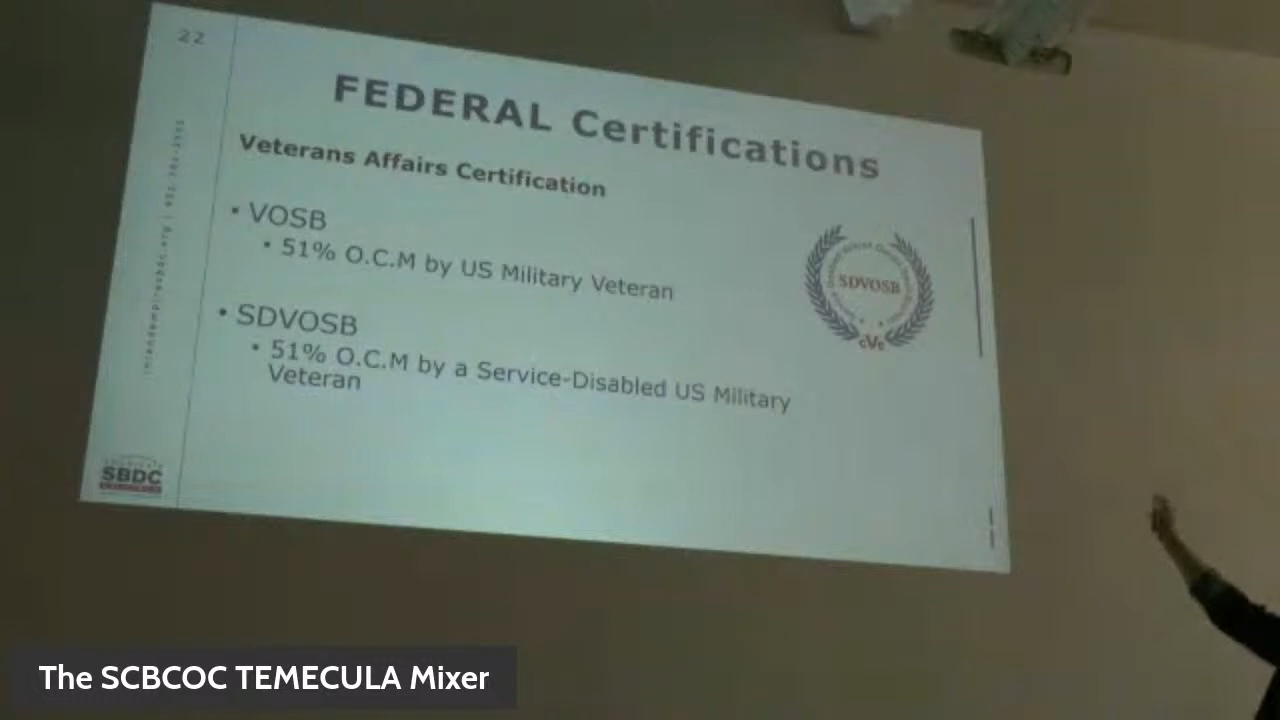 22
FEDERAL Certifications
Veterans Affairs Certification
• VOSB
• 51% O.C.M by US Military Veteran
• SDVOSB
• 51% O.C.M by a Service-Disabled US Military
Veteran
SDVOSB
cVe
SBDC
The SCBCOC TEMECULA Mixer